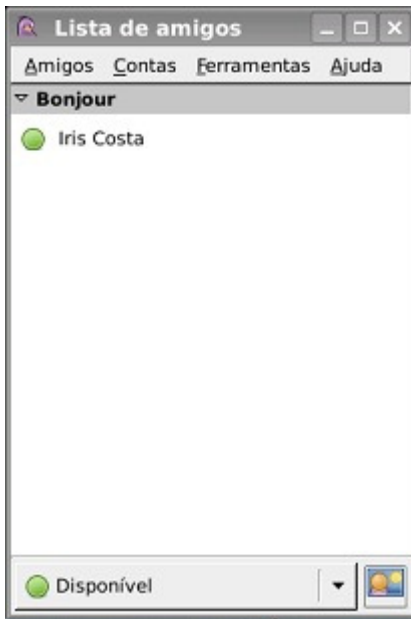 Lista de amigos
Amigos Contas Ferramentas Ajuda
Bonjour
Iris Costa
Disponível